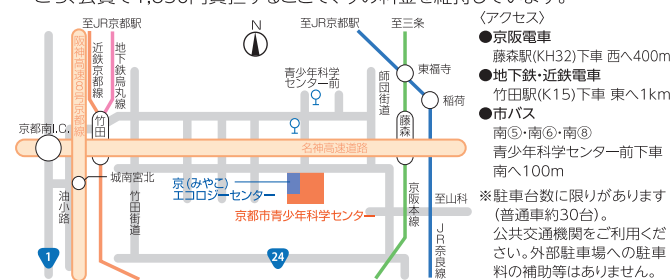 こち、会費で1,650円負担することで、今の料金を維持しています。
至JR京都駅
至JR京都駅
至三条
阪神高速8号京都線
近鉄京都線
地下鉄烏丸線
青少年科学
センター前
師団街道
東福寺
稲荷
竹田
藤森
京都南I.C.
名神高速道路
城南宮北
京(みやこ)
エコロジーセンター
京都市青少年科学センター
油小路
竹田街道
京阪本線
至山科
JR奈良線
1
24
〈アクセス〉
●京阪電車
藤森駅(KH32)下車 西へ400m
●地下鉄・近鉄電車
竹田駅(K15)下車 東へ1km
●市バス
南⑤・南⑥・南⑧
青少年科学センター前下車
南へ100m
※駐車台数に限りがあります
(普通車約30台)。
公共交通機関をご利用くだ
さい。外部駐車場への駐車
料の補助等はありません。